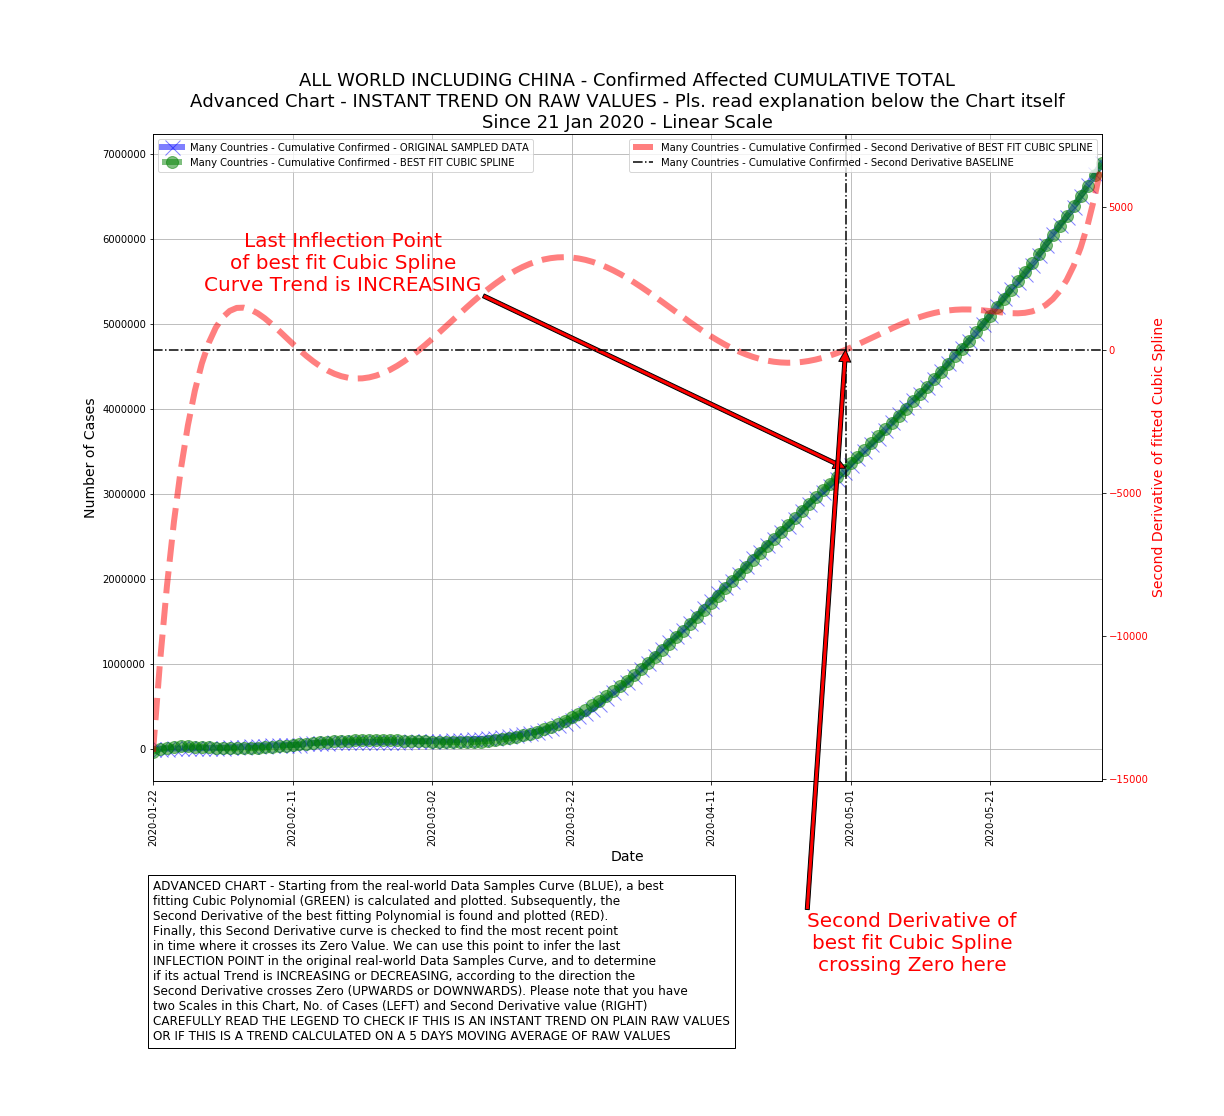 ALL WORLD INCLUDING CHINA - Confirmed Affected CUMULATIVE TOTAL
Advanced Chart - INSTANT TREND ON RAW VALUES - Pls. read explanation below the Chart itself
Since 21 Jan 2020 - Linear Scale
Many Countries - Cumulative Confirmed - ORIGINAL SAMPLED DATA
Many Countries - Cumulative Confirmed - BEST FIT CUBIC SPLINE
Many Countries - Cumulative Confirmed - Second Derivative of BEST FIT CUBIC SPLINE
Many Countries - Cumulative Confirmed - Second Derivative BASELINE
7000000
6000000
5000000
4000000
3000000
2000000
1000000
0
Number of Cases
Last Inflection Point
of best fit Cubic Spline
Curve Trend is INCREASING
5000
0
−5000
−10000
−15000
Second Derivative of fitted Cubic Spline
2020-01-22
2020-02-11
2020-03-02
2020-03-22
2020-04-11
2020-05-01
2020-05-21
Date
ADVANCED CHART - Starting from the real-world Data Samples Curve (BLUE), a best
fitting Cubic Polynomial (GREEN) is calculated and plotted. Subsequently, the
Second Derivative of the best fitting Polynomial is found and plotted (RED).
Finally, this Second Derivative curve is checked to find the most recent point
in time where it crosses its Zero Value. We can use this point to infer the last
INFLECTION POINT in the original real-world Data Samples Curve, and to determine
if its actual Trend is INCREASING or DECREASING, according to the direction the
Second Derivative crosses Zero (UPWARDS or DOWNWARDS). Please note that you have
two Scales in this Chart, No. of Cases (LEFT) and Second Derivative value (RIGHT)
CAREFULLY READ THE LEGEND TO CHECK IF THIS IS AN INSTANT TREND ON PLAIN RAW VALUES
OR IF THIS IS A TREND CALCULATED ON A 5 DAYS MOVING AVERAGE OF RAW VALUES
Second Derivative of
best fit Cubic Spline
crossing Zero here